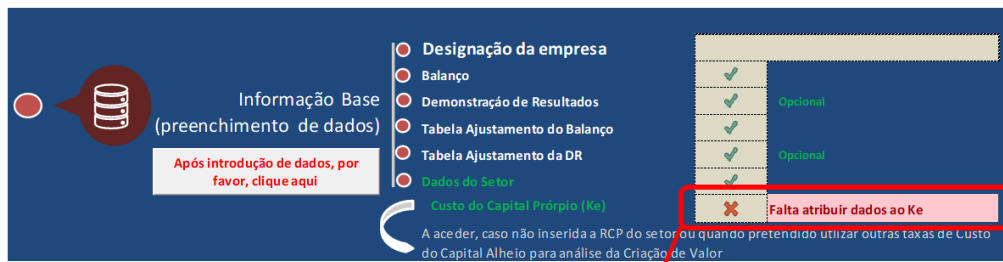 Designação da empresa
Balanço
Demonstração de Resultados
Opcional
Informação Base
(preenchimento de dados)
Tabela Ajustamento do Balanço
Tabela Ajustamento da DR
Opcional
Após introdução de dados, por
favor, clique aqui
Dados do Setor
Custo do Capital Prórpio (Ke)
Falta atribuir dados ao Ke
A aceder, caso não inserida a RCP do setor ou quando pretendido utilizar outras taxas de Custo
do Capital Alheio para análise da Criação de Valor